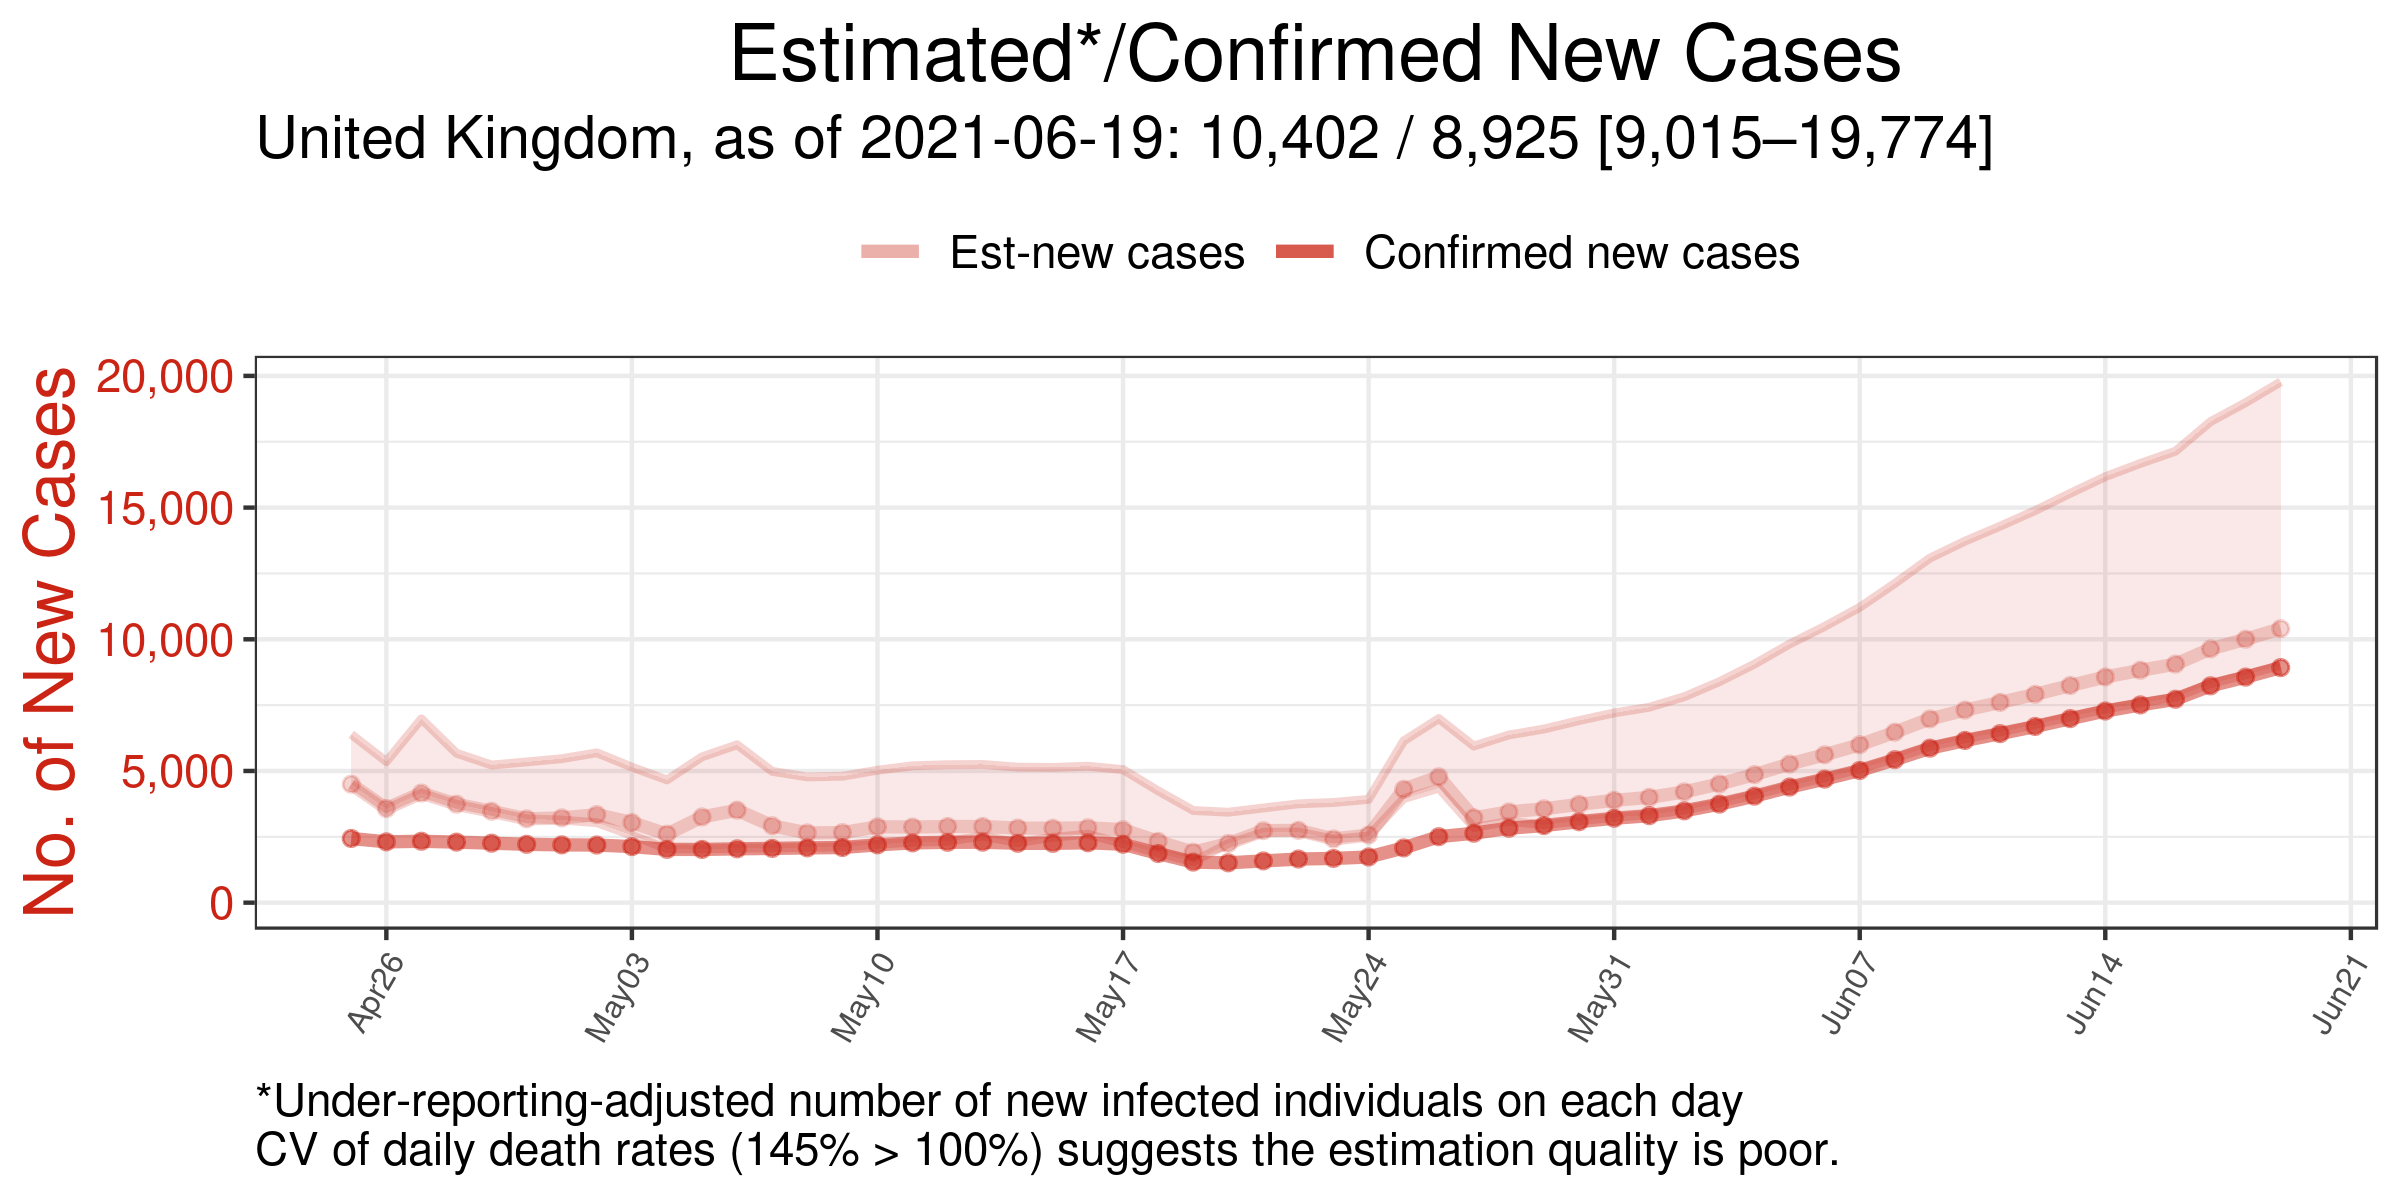 Estimated*/Confirmed New Cases
United Kingdom, as of 2021-06-19: 10,402 / 8,925 [9,015–19,774]
Est-new cases Confirmed new cases
No. of New Cases
20,000
15,000
10,000
5,000
0
Apr26 May03 May10 May17 May24 May31 Jun07 Jun14 Jun21
*Under-reporting-adjusted number of new infected individuals on each day
CV of daily death rates (145% > 100%) suggests the estimation quality is poor.